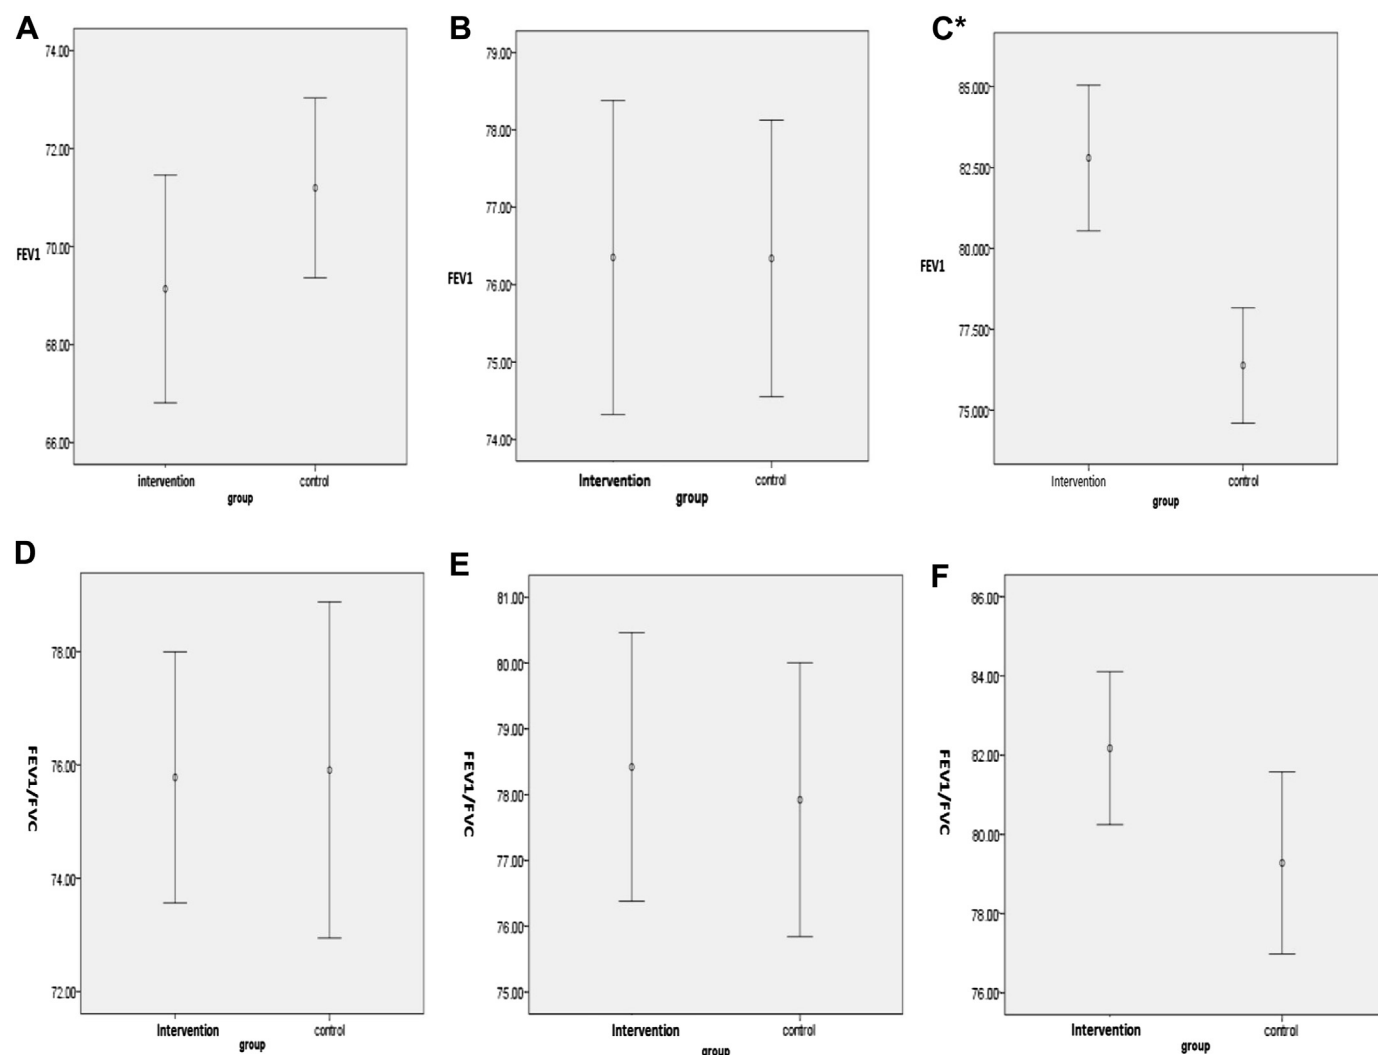 A
74.00
72.00
70.00
68.00
66.00
FEV1
intervention control
group
B
79.00
78.00
77.00
76.00
75.00
74.00
FEV1
Intervention control
group
C*
85.000
82.500
80.000
77.500
75.000
FEV1
Intervention control
group
D
78.00
76.00
74.00
72.00
FEV1/FVC
Intervention control
group
E
81.00
80.00
79.00
78.00
77.00
76.00
75.00
FEV1/FVC
Intervention control
group
F
86.00
84.00
82.00
80.00
78.00
76.00
FEV1/FVC
Intervention control